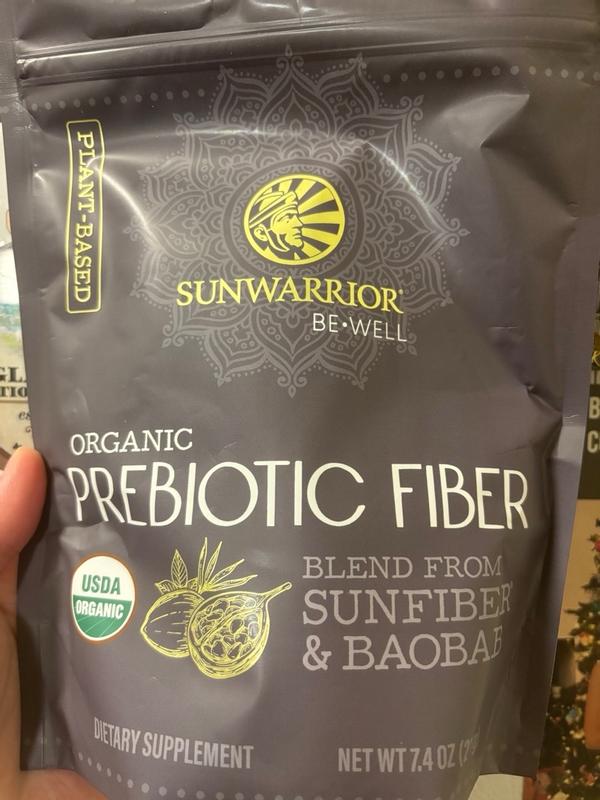 PLANT-BASED
SUNWARRIOR®
BE•WELL
ORGANIC
PREBIOTIC FIBER
USDA
ORGANIC
BLEND FROM
SUNFIBER®
& BAOBAB
DIETARY SUPPLEMENT
NET WT 7.4 OZ